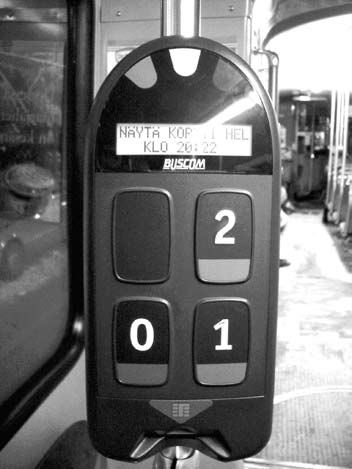 NÄYTÄ HEL
KLO 20:22
BUSCOM
2
0 1